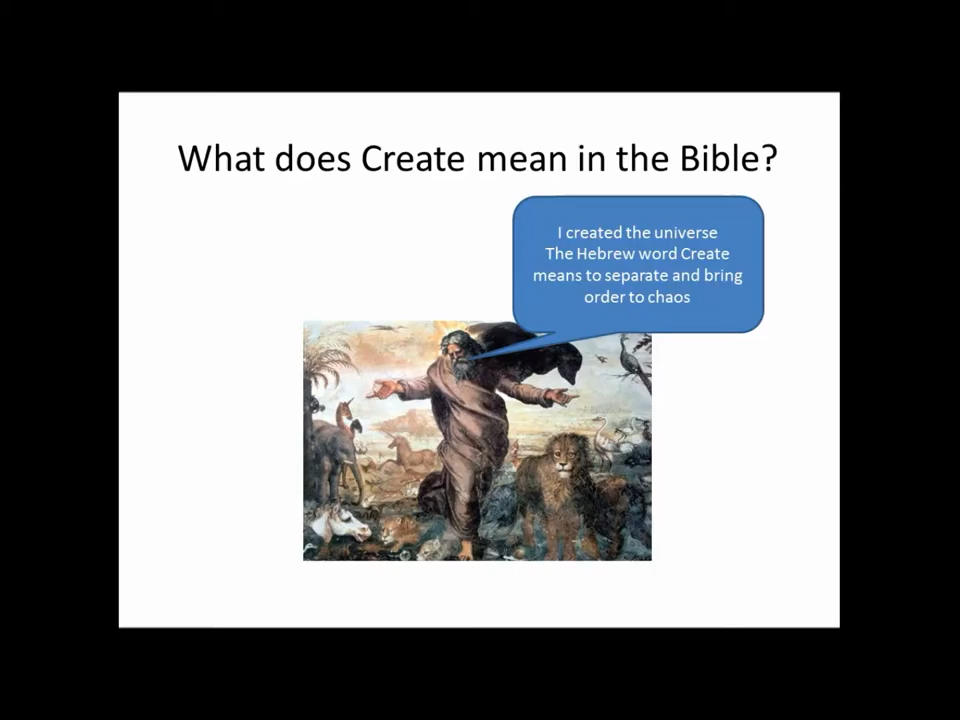 What does Create mean in the Bible?
I created the universe
The Hebrew word Create
means to separate and bring
order to chaos